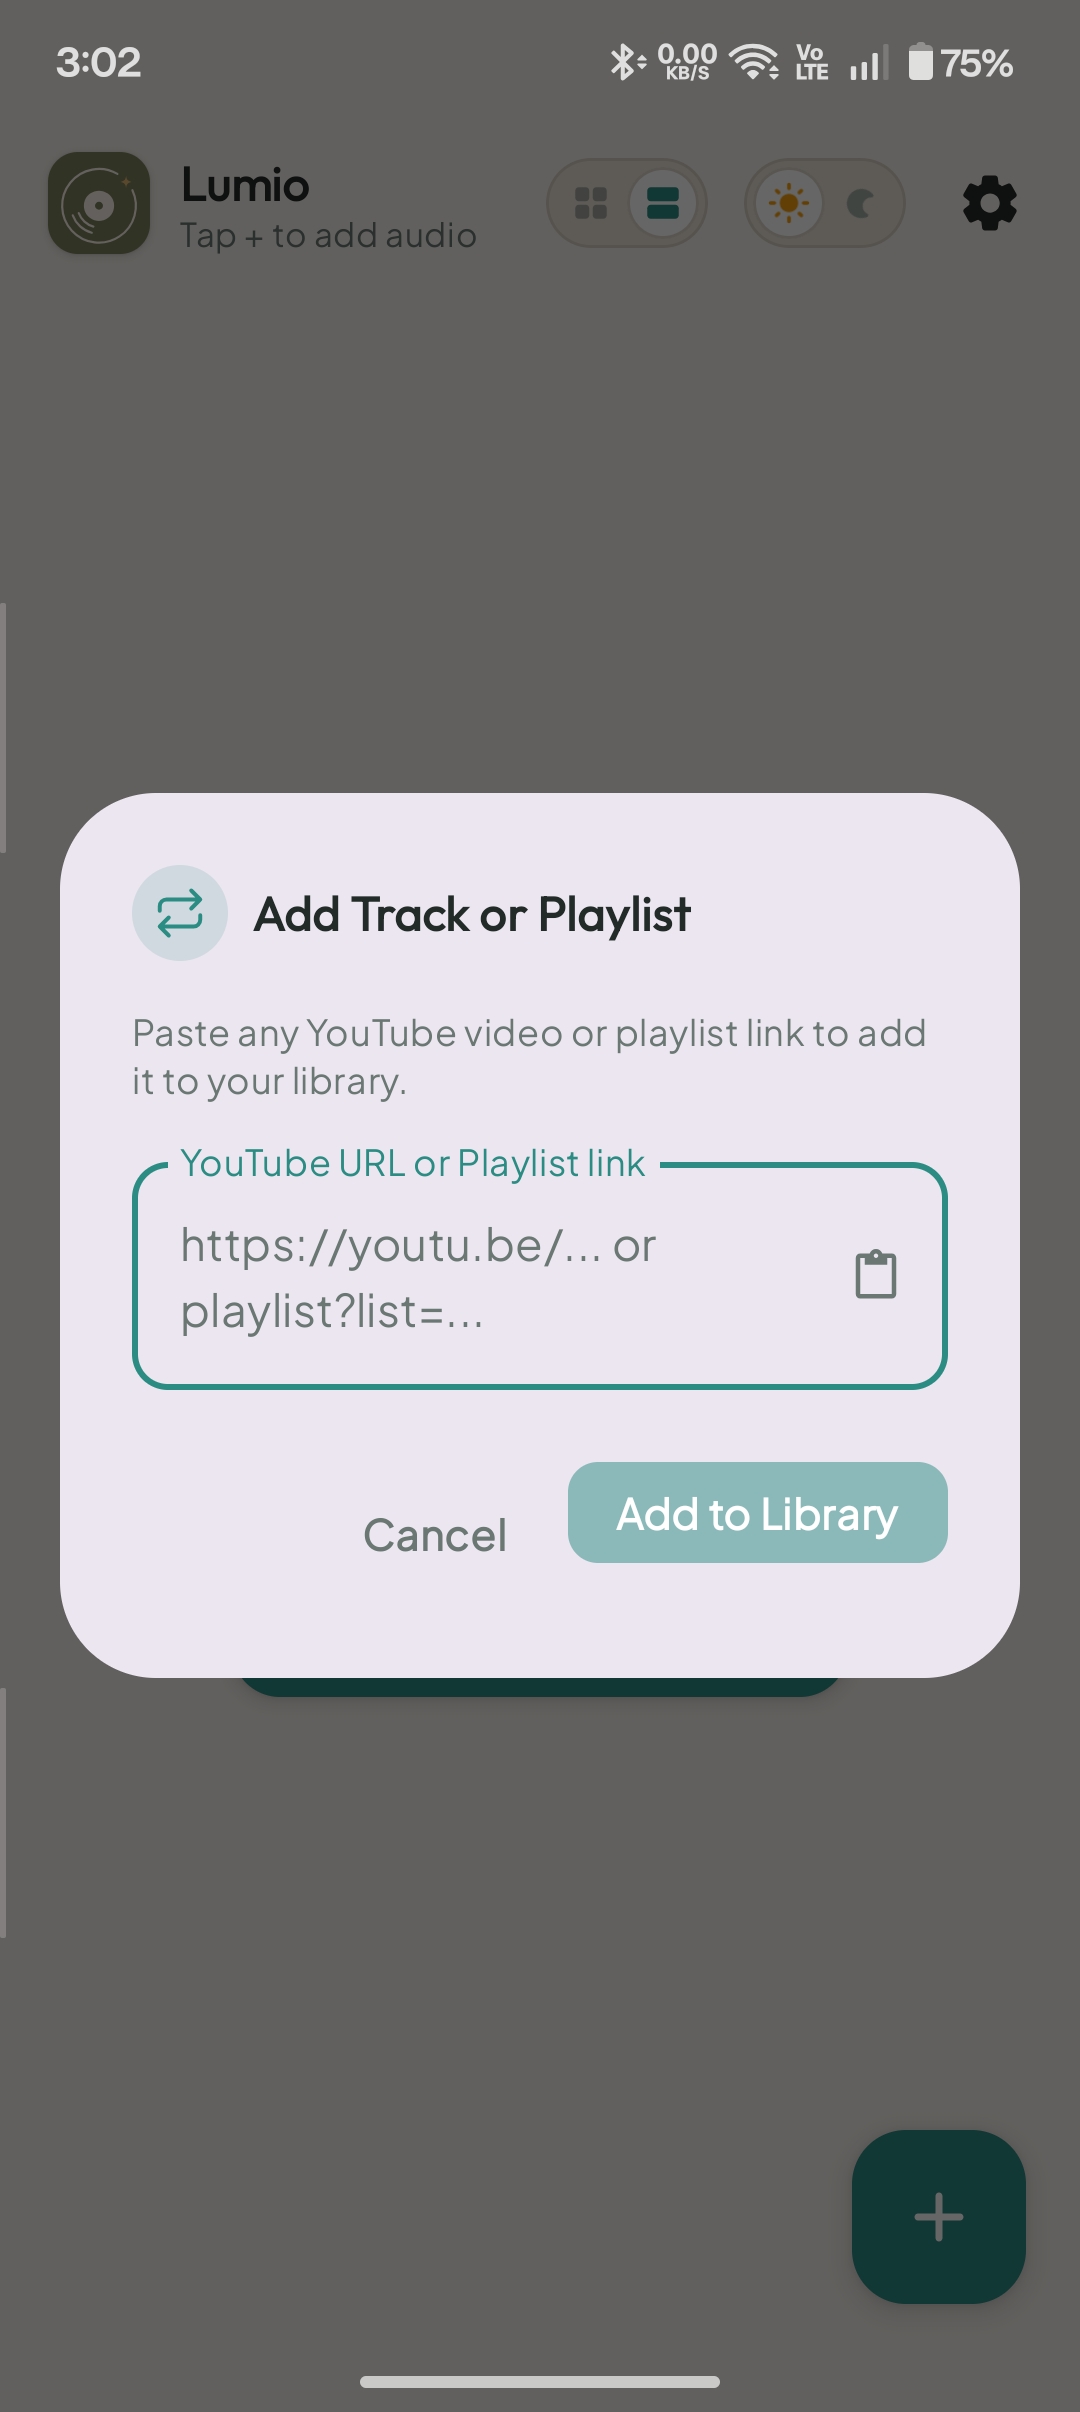 3:02
0.00
KB/S
Vo
LTE
75%
Lumio
Tap + to add audio
Add Track or Playlist
Paste any YouTube video or playlist link to add
it to your library.
YouTube URL or Playlist link
https://youtu.be/... or
playlist?list=...
Cancel
Add to Library